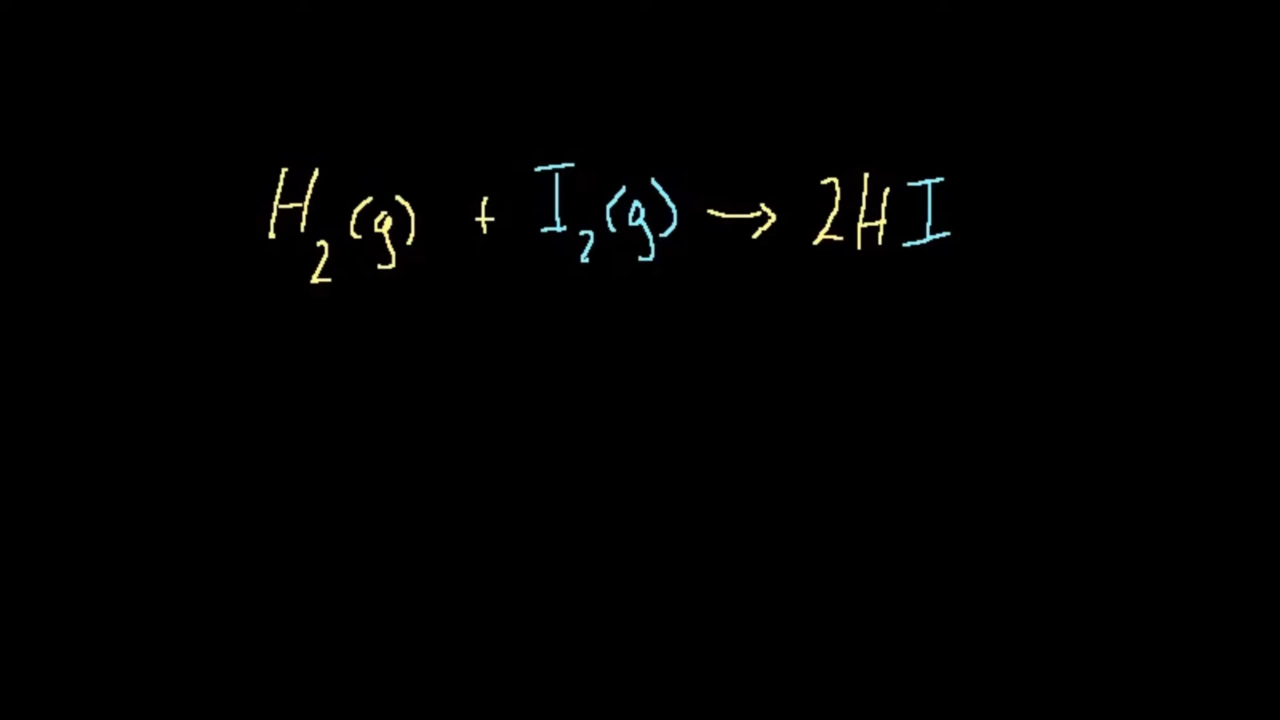 H₂(g) + I₂(g) → 2HI